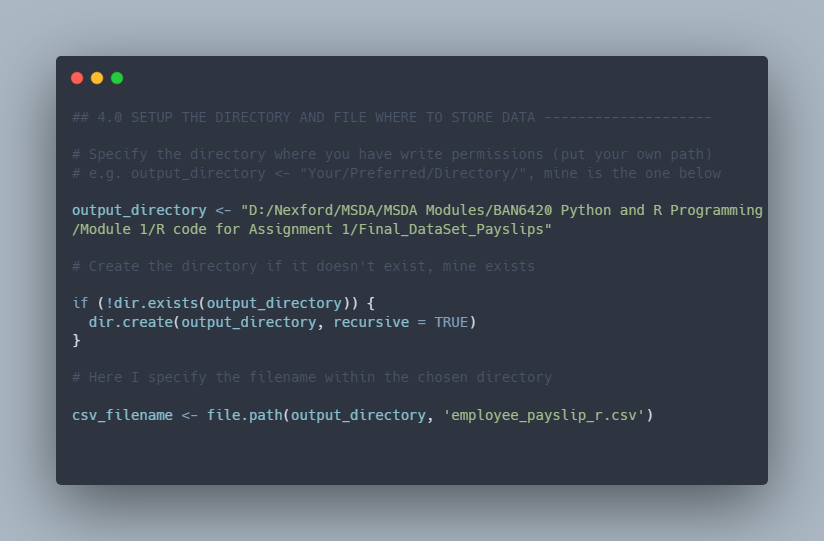 ## 4.0 SETUP THE DIRECTORY AND FILE WHERE TO STORE DATA --------------------
# Specify the directory where you have write permissions (put your own path)
# e.g. output_directory <- "Your/Preferred/Directory/", mine is the one below
output_directory <- "D:/Nexford/MSDA/MSDA Modules/BAN6420 Python and R Programming
/Module 1/R code for Assignment 1/Final_DataSet_Payslips"
# Create the directory if it doesn't exist, mine exists
if (!dir.exists(output_directory)) {
  dir.create(output_directory, recursive = TRUE)
}
# Here I specify the filename within the chosen directory
csv_filename <- file.path(output_directory, 'employee_payslip_r.csv')